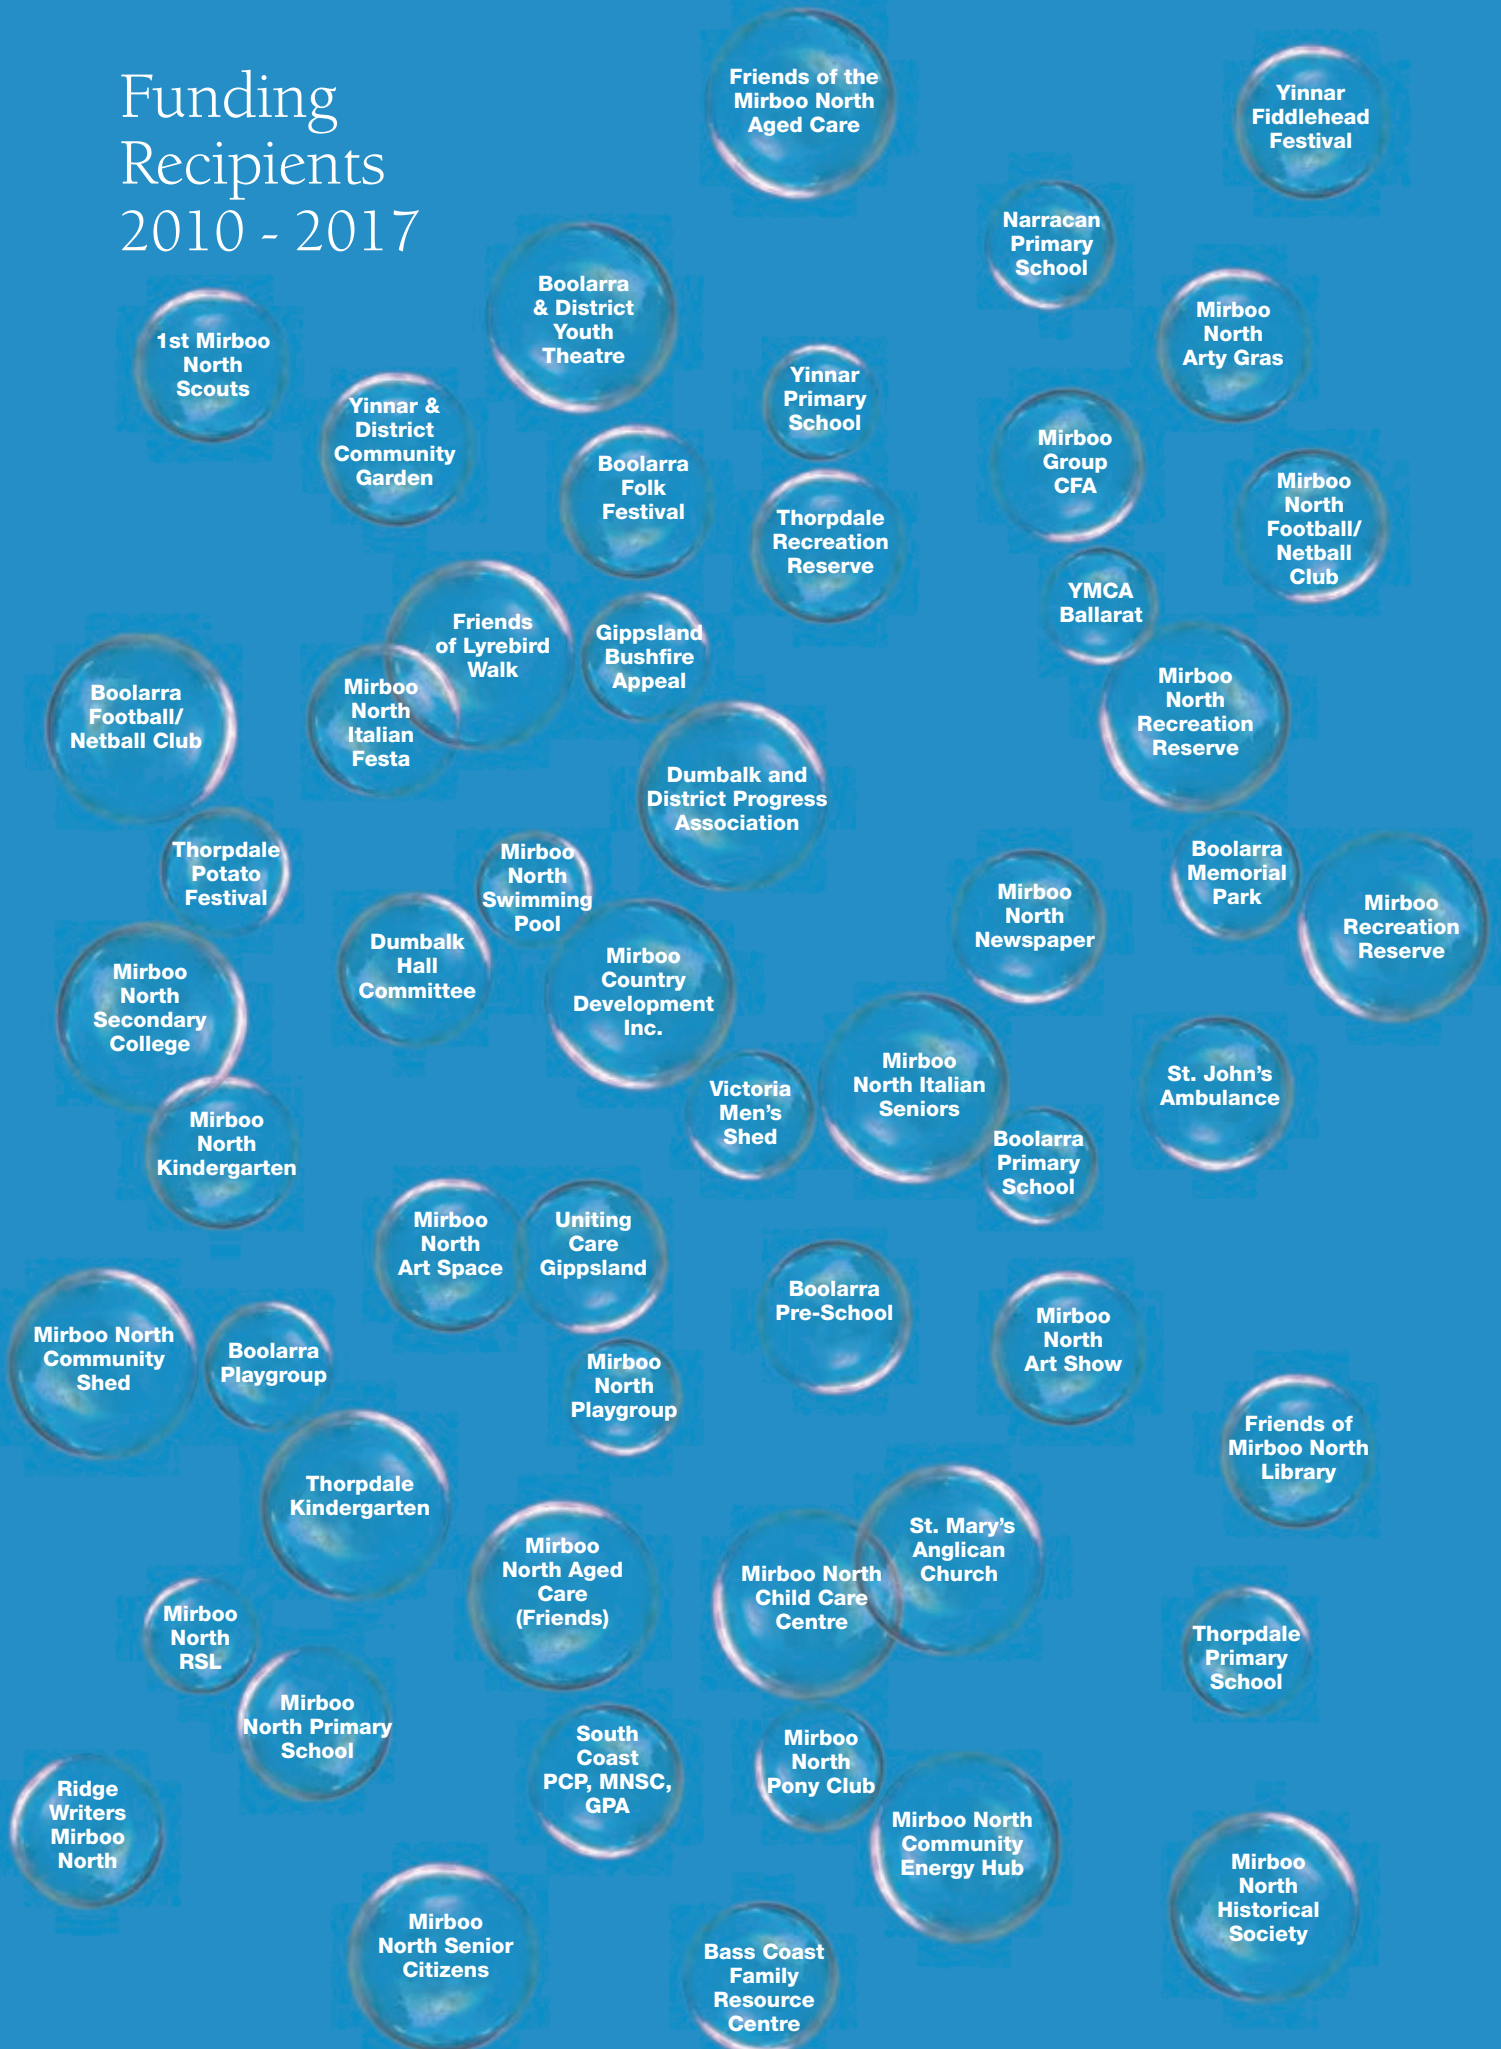 Funding
Recipients
2010 - 2017
Friends of the
Mirboo North
Aged Care
Yinnar
Fiddlehead
Festival
Narracan
Primary
School
Boolarra
& District
Youth
Theatre
Mirboo
North
Arty Gras
1st Mirboo
North
Scouts
Yinnar
Primary
School
Yinnar &
District
Community
Garden
Mirboo
Group
CFA
Boolarra
Folk
Festival
Mirboo
North
Football/
Netball
Club
Thorpdale
Recreation
Reserve
YMCA
Ballarat
Friends
of Lyrebird
Walk
Gippsland
Bushfire
Appeal
Mirboo
North
Recreation
Reserve
Mirboo
North
Italian
Festa
Boolarra
Football/
Netball Club
Dumbalk and
District Progress
Association
Thorpdale
Potato
Festival
Mirboo
North
Swimming
Pool
Boolarra
Memorial
Park
Mirboo
North
Newspaper
Mirboo
Recreation
Reserve
Dumbalk
Hall
Committee
Mirboo
Country
Development
Inc.
Mirboo
North
Secondary
College
Mirboo
North Italian
Seniors
St. John’s
Ambulance
Victoria
Men’s
Shed
Mirboo
North
Kindergarten
Boolarra
Primary
School
Mirboo
North
Art Space
Uniting
Care
Gippsland
Boolarra
Pre-School
Mirboo
North
Art Show
Mirboo North
Community
Shed
Boolarra
Playgroup
Mirboo
North
Playgroup
Friends of
Mirboo North
Library
Thorpdale
Kindergarten
St. Mary’s
Anglican
Church
Mirboo
North Aged
Care
(Friends)
Mirboo North
Child Care
Centre
Mirboo
North
RSL
Thorpdale
Primary
School
Mirboo
North Primary
School
South
Coast
PCP, MNSC,
GPA
Mirboo
North
Pony Club
Ridge
Writers
Mirboo
North
Mirboo North
Community
Energy Hub
Mirboo
North
Historical
Society
Mirboo
North Senior
Citizens
Bass Coast
Family
Resource
Centre